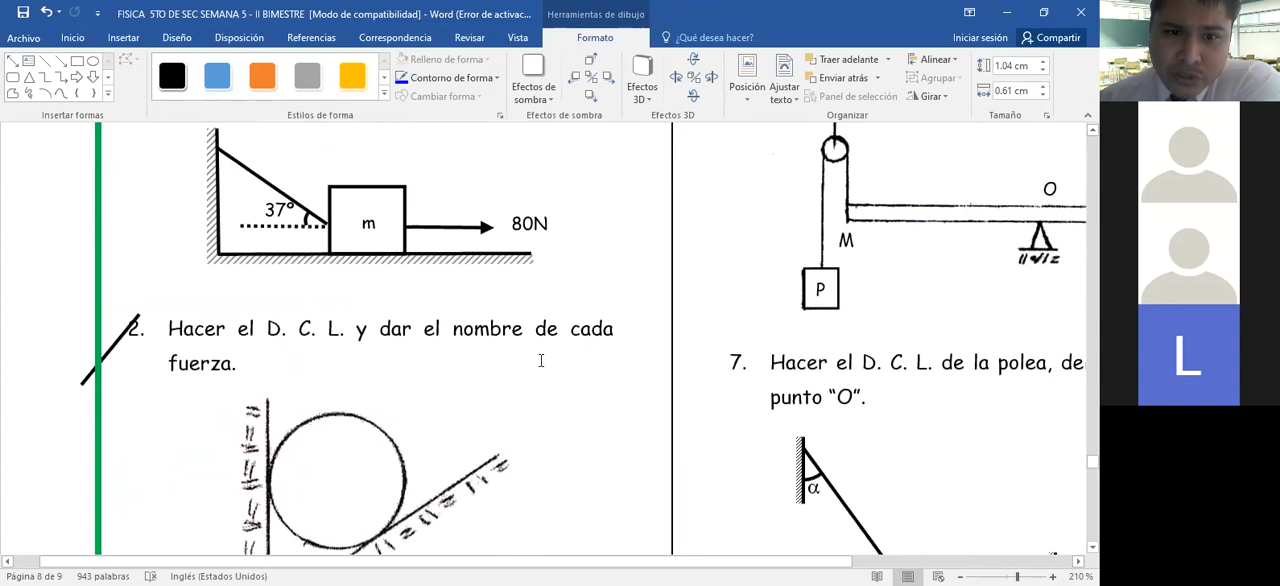 FISICA 5TO DE SEC SEMANA 5 - II BIMESTRE [Modo de compatibilidad] - Word (Error de activac...
Herramientas de dibujo
Archivo Inicio Insertar Diseño Disposición Referencias Correspondencia Revisar Vista Formato ¿Qué desea hacer? Iniciar sesión Compartir
Relleno de forma
Contorno de forma
Cambiar forma
Efectos de sombra
Efectos 3D
Posición
Ajustar texto
Traer adelante
Enviar atrás
Panel de selección
Alinear
Agrupar
Girar
1.04 cm
0.61 cm
Insertar formas
Estilos de forma
Efectos de sombra
Efectos 3D
Organizar
Tamaño
37º
m
80N
2. Hacer el D. C. L. y dar el nombre de cada
fuerza.
O
M
P
7. Hacer el D. C. L. de la polea, de
punto “O”.
α
L
Página 8 de 9 943 palabras Inglés (Estados Unidos) 210 %